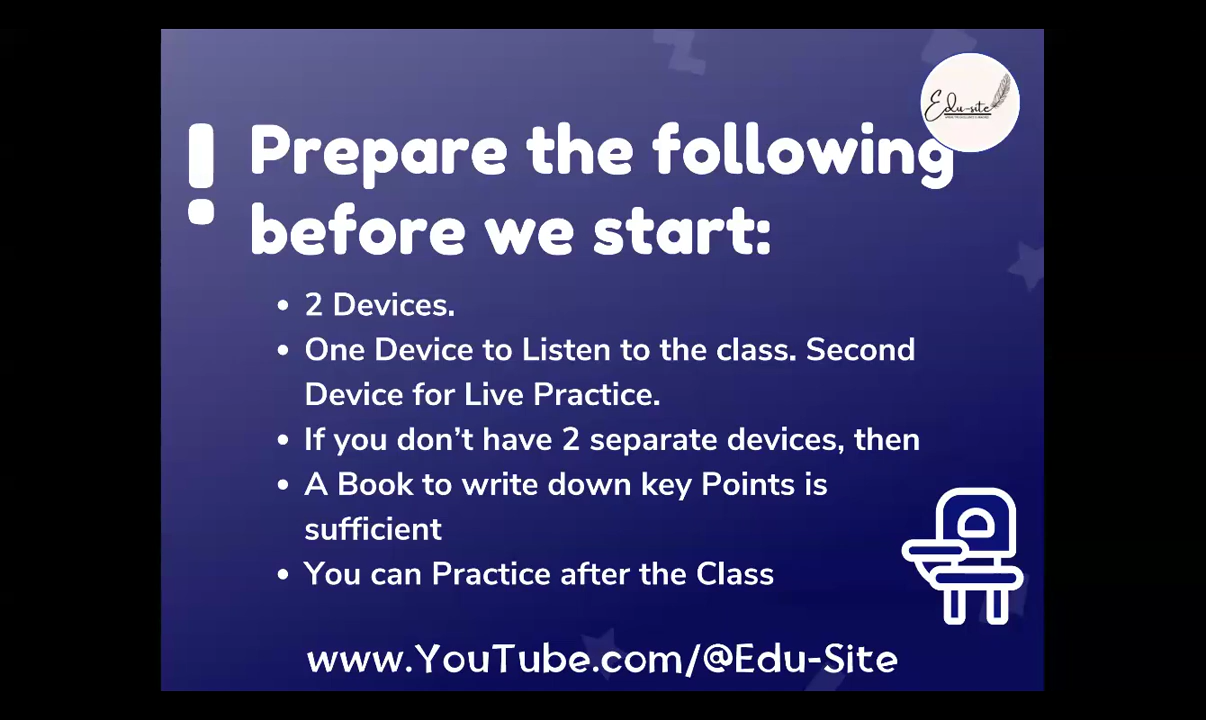 Edu-site
! Prepare the following
before we start:
• 2 Devices.
• One Device to Listen to the class. Second
Device for Live Practice.
• If you don’t have 2 separate devices, then
• A Book to write down key Points is
sufficient
• You can Practice after the Class
www.YouTube.com/@Edu-Site